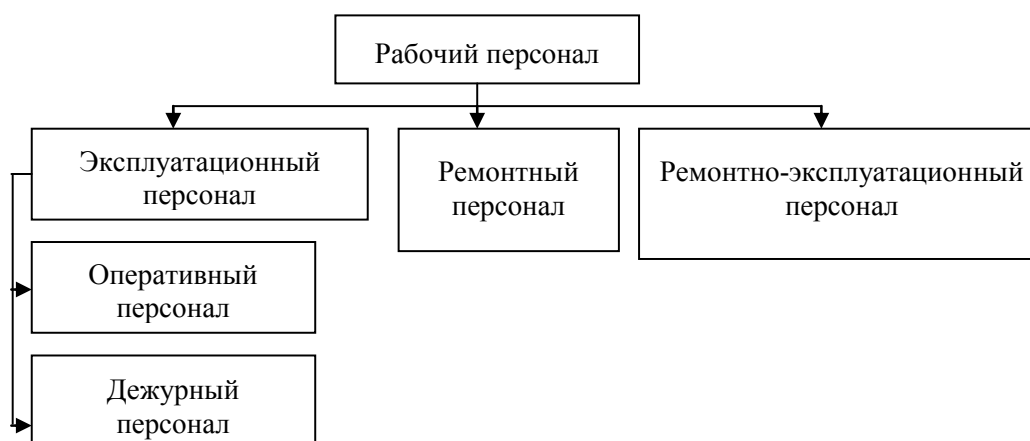 Рабочий персонал
Эксплуатационный
персонал
Ремонтный
персонал
Ремонтно-эксплуатационный
персонал
Оперативный
персонал
Дежурный
персонал